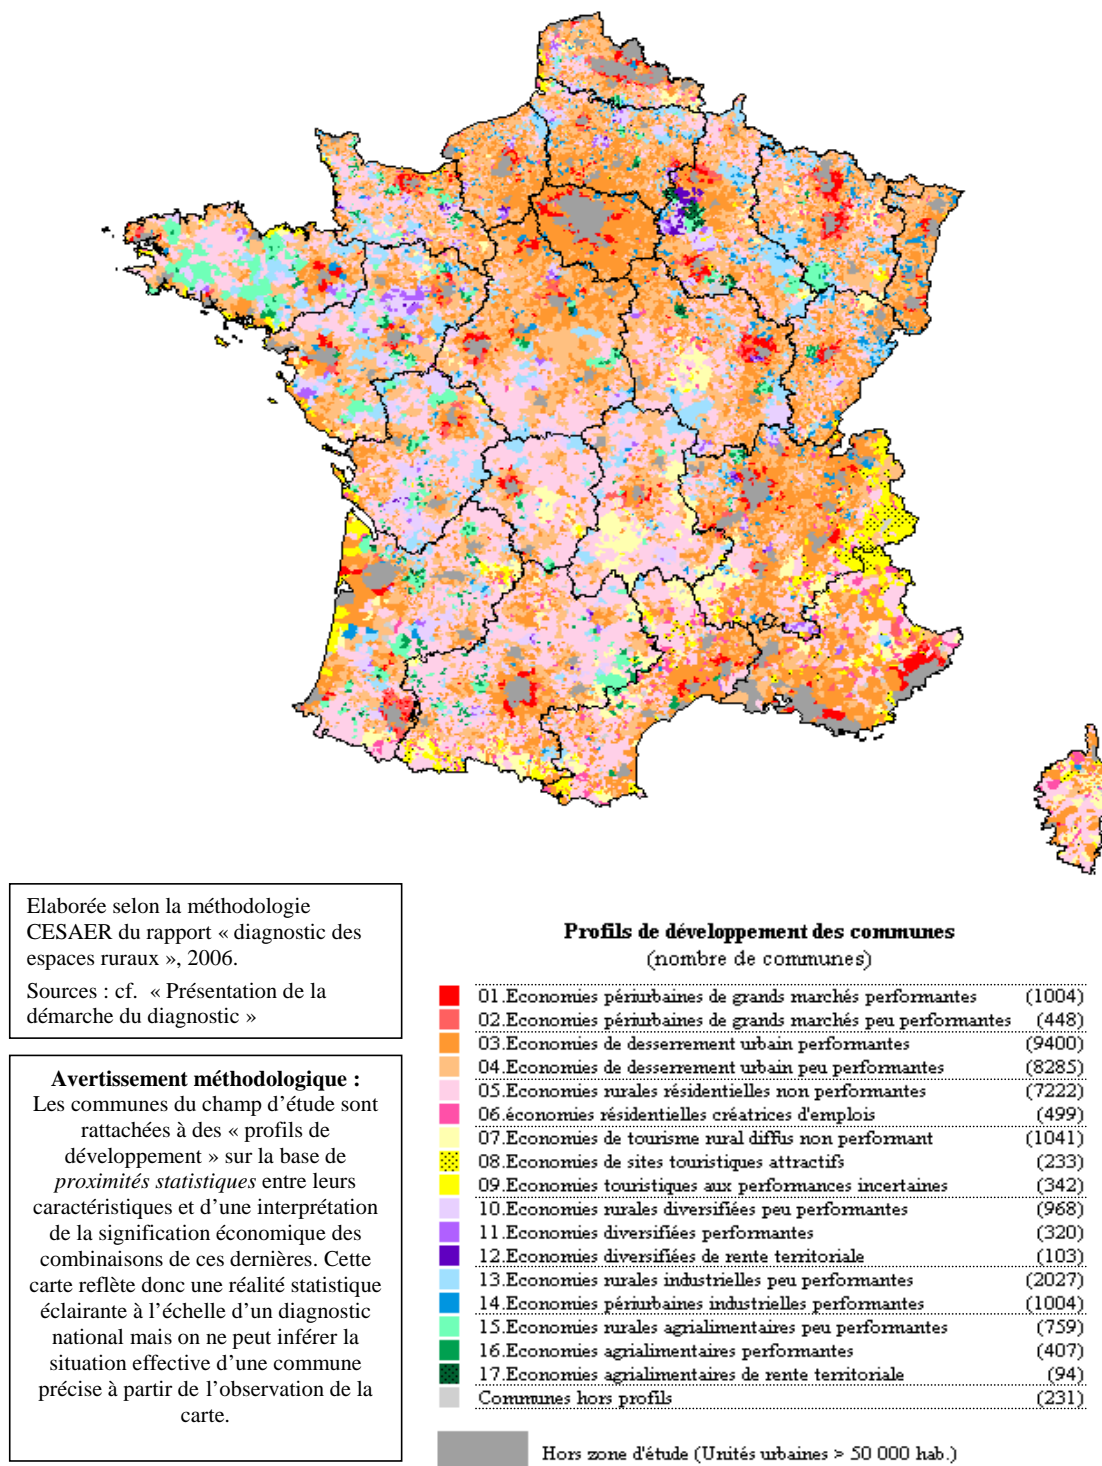 Elaborée selon la méthodologie
CESAER du rapport « diagnostic des
espaces ruraux », 2006.
Sources : cf. « Présentation de la
démarche du diagnostic »
Avertissement méthodologique :
Les communes du champ d'étude sont
rattachées à des « profils de
développement » sur la base de
proximités statistiques entre leurs
caractéristiques et d'une interprétation
de la signification économique des
combinaisons de ces dernières. Cette
carte reflète donc une réalité statistique
éclairante à l'échelle d'un diagnostic
national mais on ne peut inférer la
situation effective d'une commune
précise à partir de l'observation de la
carte.
Profils de développement des communes
(nombre de communes)
01.Economies périurbaines de grands marchés performantes (1004)
02.Economies périurbaines de grands marchés peu performantes (448)
03.Economies de desserrement urbain performantes (9400)
04.Economies de desserrement urbain peu performantes (8285)
05.Economies rurales résidentielles non performantes (7222)
06.économies résidentielles créatrices d'emplois (499)
07.Economies de tourisme rural diffus non performant (1041)
08.Economies de sites touristiques attractifs (233)
09.Economies touristiques aux performances incertaines (342)
10.Economies rurales diversifiées peu performantes (968)
11.Economies diversifiées performantes (320)
12.Economies diversifiées de rente territoriale (103)
13.Economies rurales industrielles peu performantes (2027)
14.Economies périurbaines industrielles performantes (1004)
15.Economies rurales agrialimentaires peu performantes (759)
16.Economies agrialimentaires performantes (407)
17.Economies agrialimentaires de rente territoriale (94)
Communes hors profils (231)
Hors zone d'étude (Unités urbaines > 50 000 hab.)